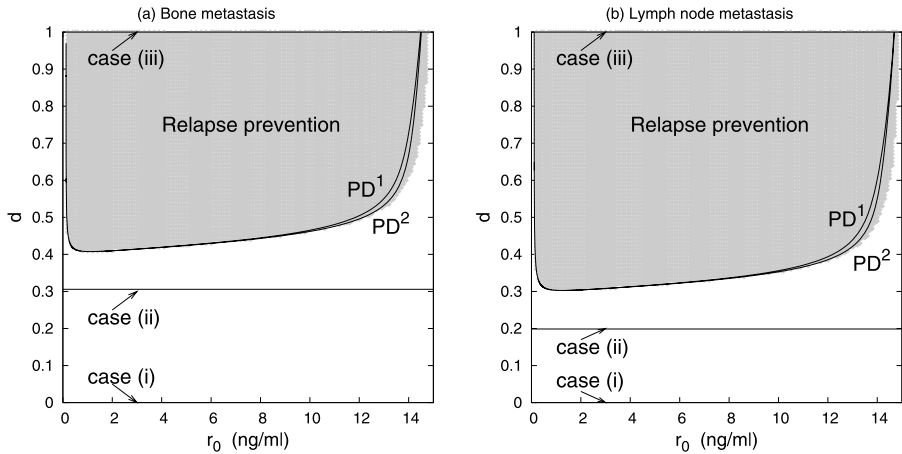 (a) Bone metastasis
1
0.9
0.8
0.7
0.6
0.5
0.4
0.3
0.2
0.1
0
d
case (iii)
Relapse prevention
PD¹
PD²
case (ii)
case (i)
0 2 4 6 8 10 12 14
r₀ (ng/ml)
(b) Lymph node metastasis
1
0.9
0.8
0.7
0.6
0.5
0.4
0.3
0.2
0.1
0
d
case (iii)
Relapse prevention
PD¹
PD²
case (ii)
case (i)
0 2 4 6 8 10 12 14
r₀ (ng/ml)